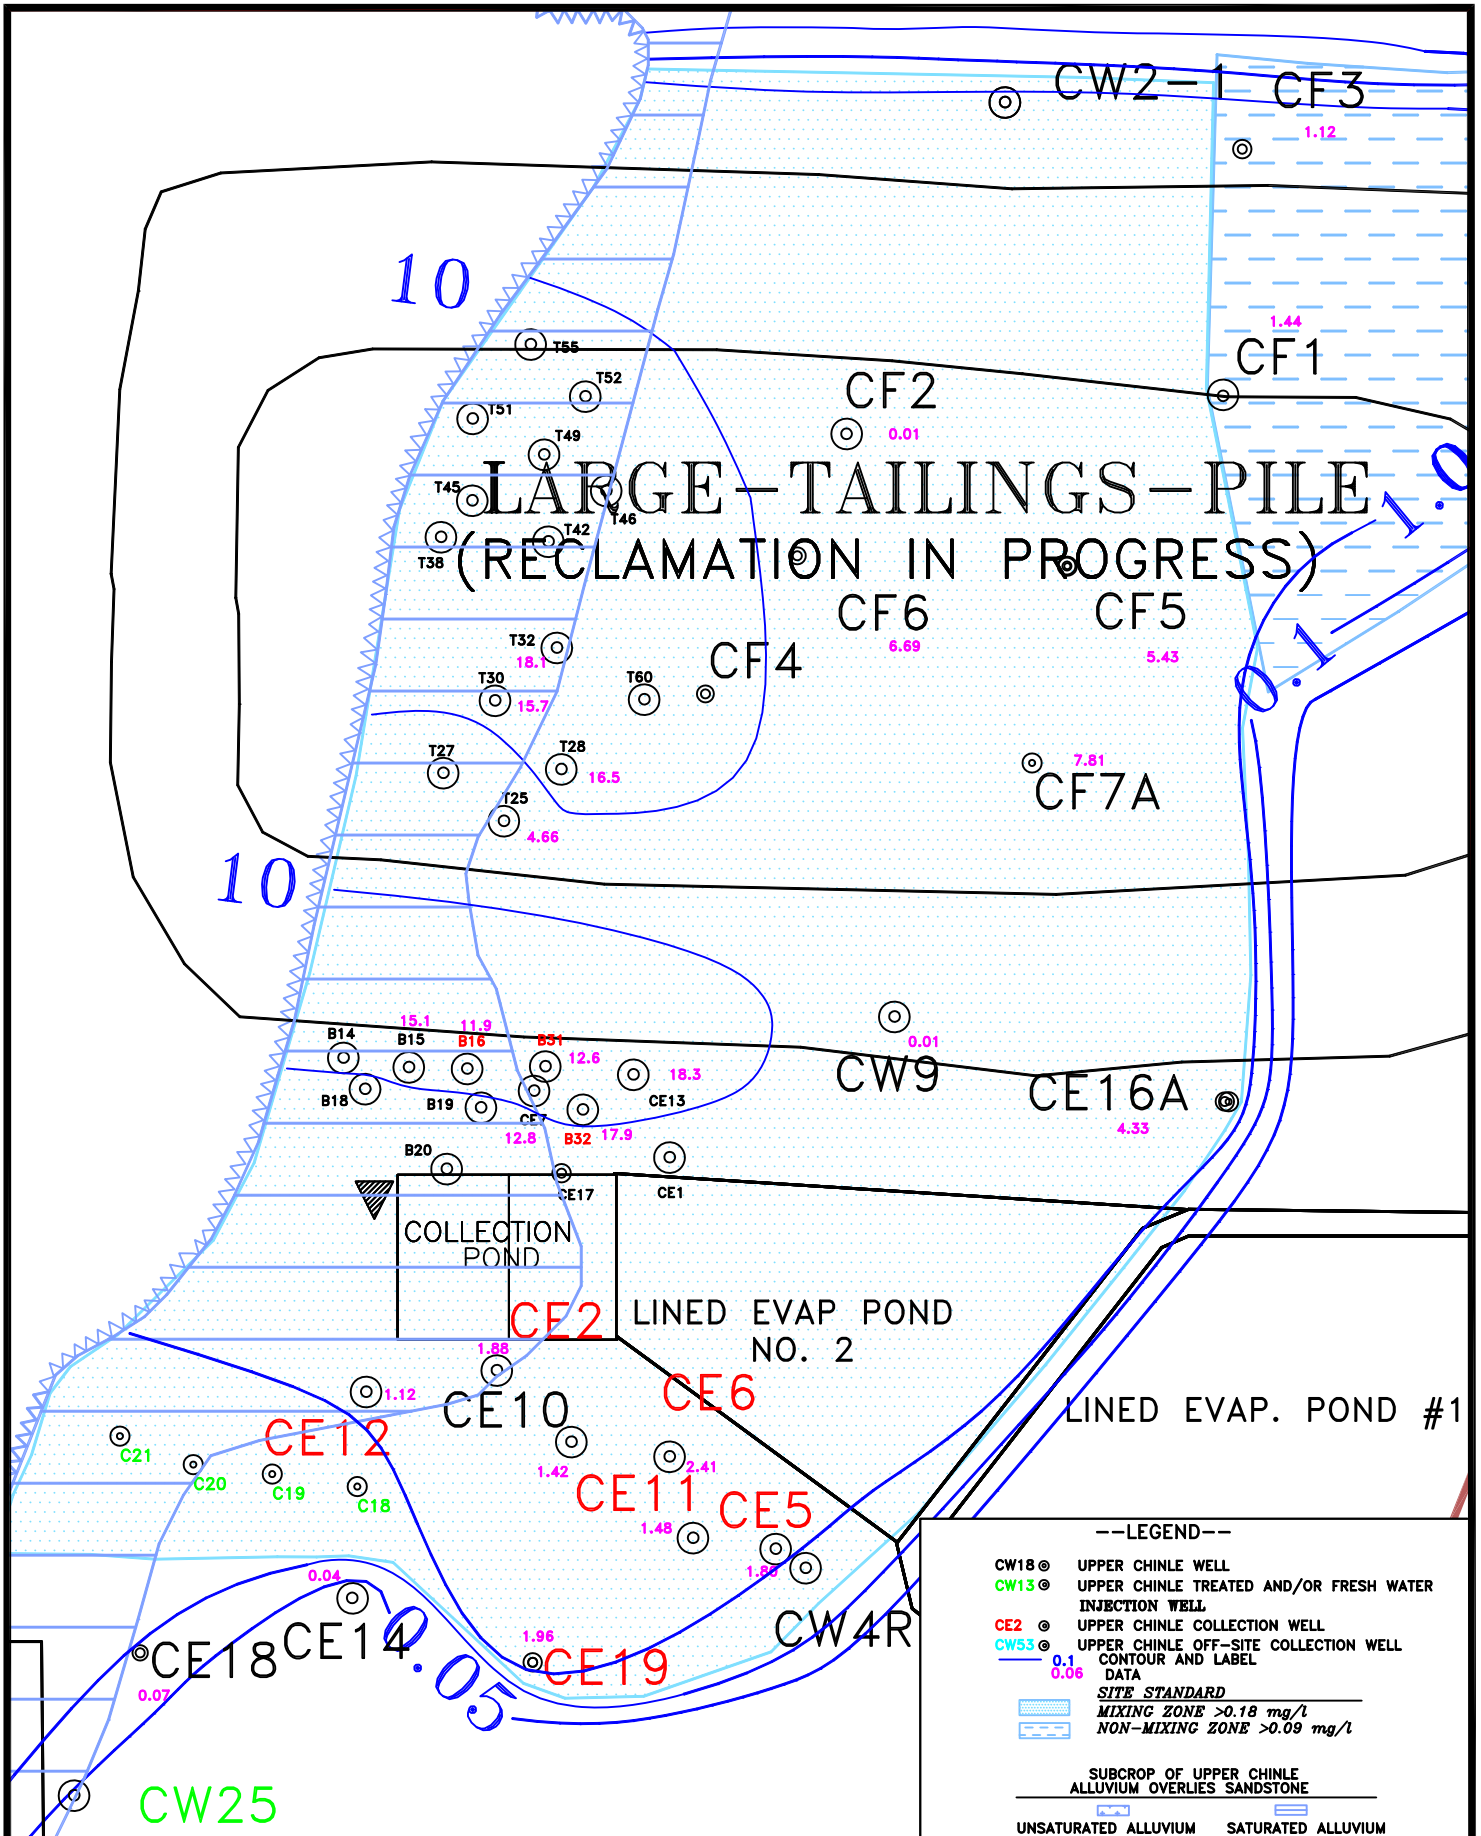 CW2-1
CF3
1.12
10
1.44
CF1
T55
T52
CF2
T51
0.01
T49
1.0
LARGE-TAILINGS-PILE
T45
T46
T42
T38
(RECLAMATION IN PROGRESS)
CF6
CF5
T32
6.69
5.43
0.1
18.1
CF4
T30
T60
15.7
T27
T28
16.5
7.81
CF7A
T25
4.66
10
15.1
11.9
B14
B15
B16
B31
12.6
0.01
18.3
CW9
B18
B19
CE13
CE16A
CE7
12.8
B32
17.9
4.33
B20
CE17
CE1
COLLECTION
POND
CE2
LINED EVAP POND
NO. 2
1.88
1.12
CE10
CE6
LINED EVAP. POND #1
CE12
C21
1.42
2.41
C20
C19
C18
CE11
CE5
1.48
1.80
0.04
CE14
CW4R
0.05
1.96
CE18
CE19
0.07
CW25
--LEGEND--
CW18 UPPER CHINLE WELL
CW13 UPPER CHINLE TREATED AND/OR FRESH WATER
INJECTION WELL
CE2 UPPER CHINLE COLLECTION WELL
CW53 UPPER CHINLE OFF-SITE COLLECTION WELL
0.1 CONTOUR AND LABEL
0.06 DATA
SITE STANDARD
MIXING ZONE >0.18 mg/l
NON-MIXING ZONE >0.09 mg/l
SUBCROP OF UPPER CHINLE
ALLUVIUM OVERLIES SANDSTONE
UNSATURATED ALLUVIUM SATURATED ALLUVIUM